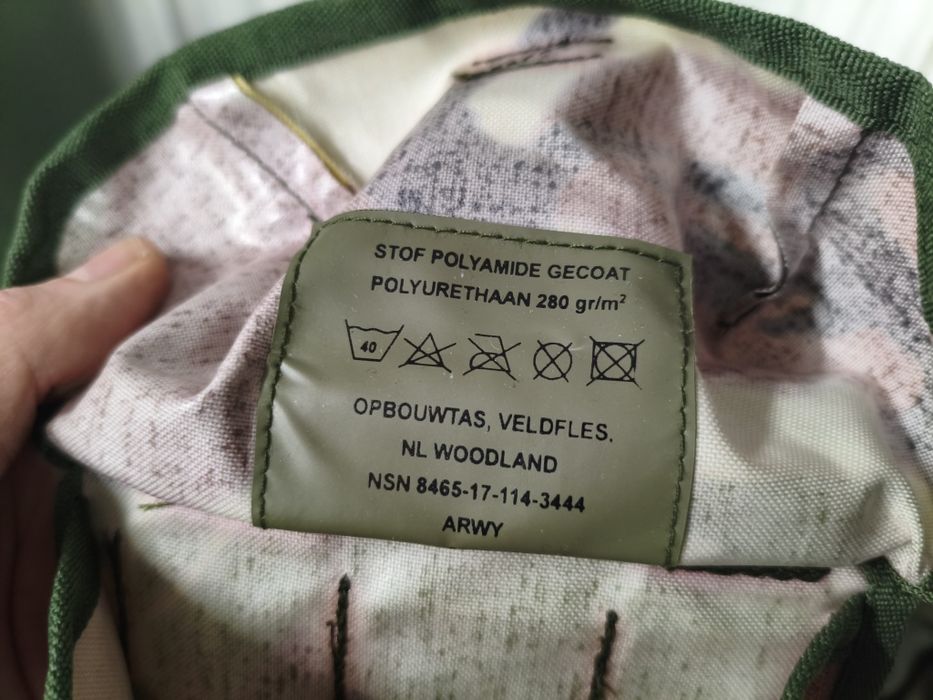 STOF POLYAMIDE GECOAT
POLYURETHAAN 280 gr/m²
40
OPBOUWTAS, VELDFLES.
NL WOODLAND
NSN 8465-17-114-3444
ARWY